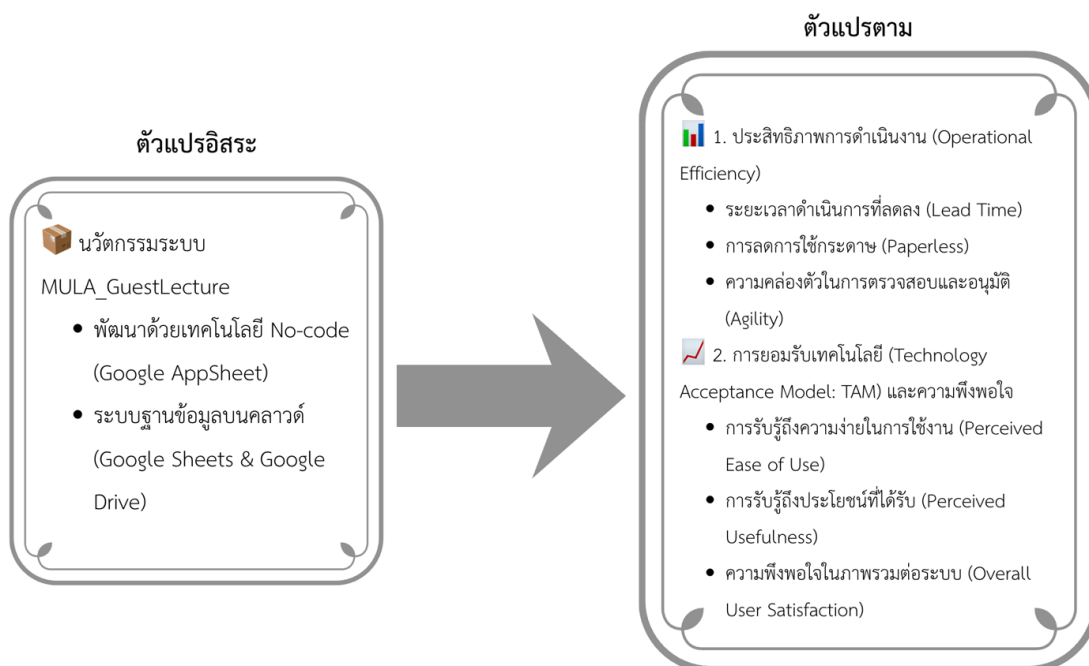 ตัวแปรอิสระ
นวัตกรรมระบบ
MULA_GuestLecture
• พัฒนาด้วยเทคโนโลยี No-code
(Google AppSheet)
• ระบบฐานข้อมูลบนคลาวด์
(Google Sheets & Google
Drive)
ตัวแปรตาม
1. ประสิทธิภาพการดำเนินงาน (Operational
Efficiency)
• ระยะเวลาดำเนินการที่ลดลง (Lead Time)
• การลดการใช้กระดาษ (Paperless)
• ความคล่องตัวในการตรวจสอบและอนุมัติ
(Agility)
2. การยอมรับเทคโนโลยี (Technology
Acceptance Model: TAM) และความพึงพอใจ
• การรับรู้ถึงความง่ายในการใช้งาน (Perceived
Ease of Use)
• การรับรู้ถึงประโยชน์ที่ได้รับ (Perceived
Usefulness)
• ความพึงพอใจในภาพรวมต่อระบบ (Overall
User Satisfaction)